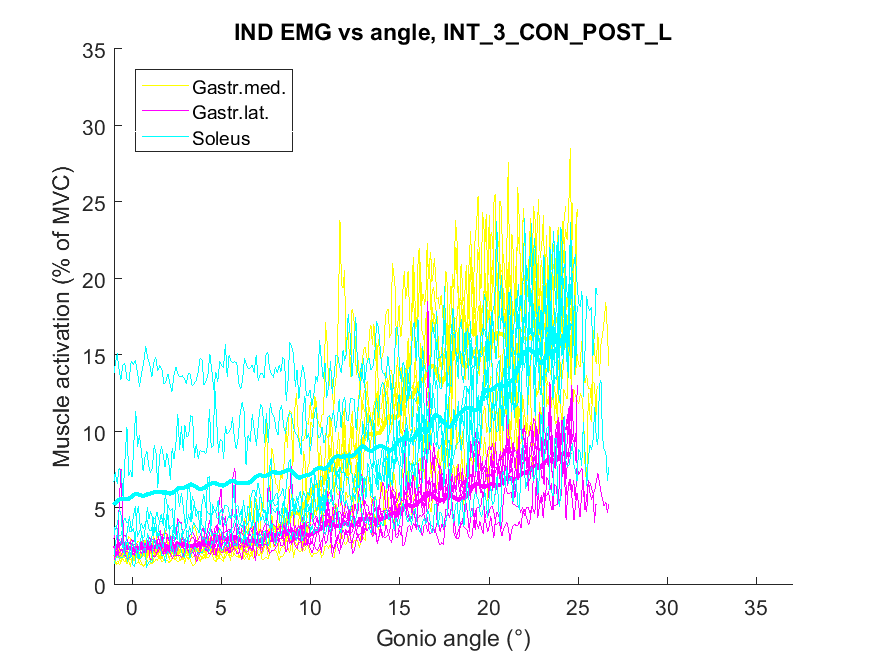 IND EMG vs angle, INT_3_CON_POST_L
35
30
25
20
15
10
5
0
Muscle activation (% of MVC)
Gastr.med.
Gastr.lat.
Soleus
0 5 10 15 20 25 30 35
Gonio angle (°)